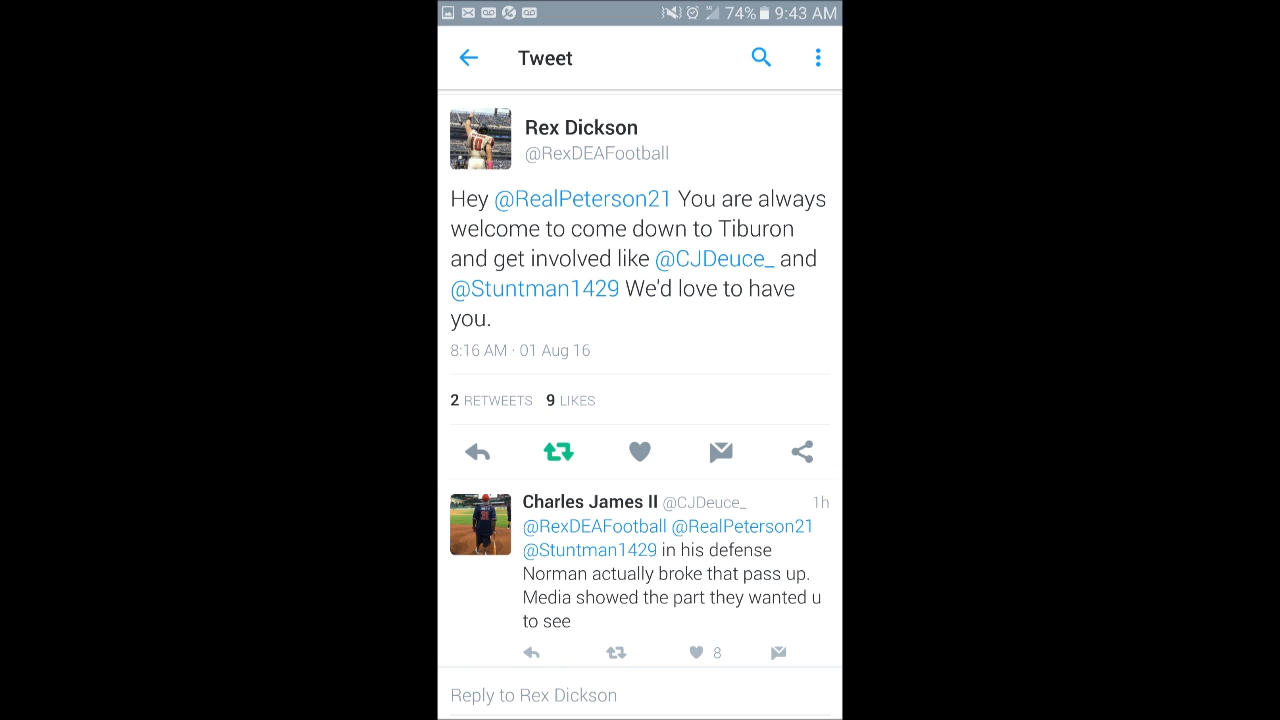 74% 9:43 AM
Tweet
Rex Dickson
@RexDEAFootball
Hey @RealPeterson21 You are always
welcome to come down to Tiburon
and get involved like @CJDeuce_ and
@Stuntman1429 We'd love to have
you.
8:16 AM · 01 Aug 16
2 RETWEETS 9 LIKES
Charles James II @CJDeuce_ 1h
@RexDEAFootball @RealPeterson21
@Stuntman1429 in his defense
Norman actually broke that pass up.
Media showed the part they wanted u
to see
8
Reply to Rex Dickson